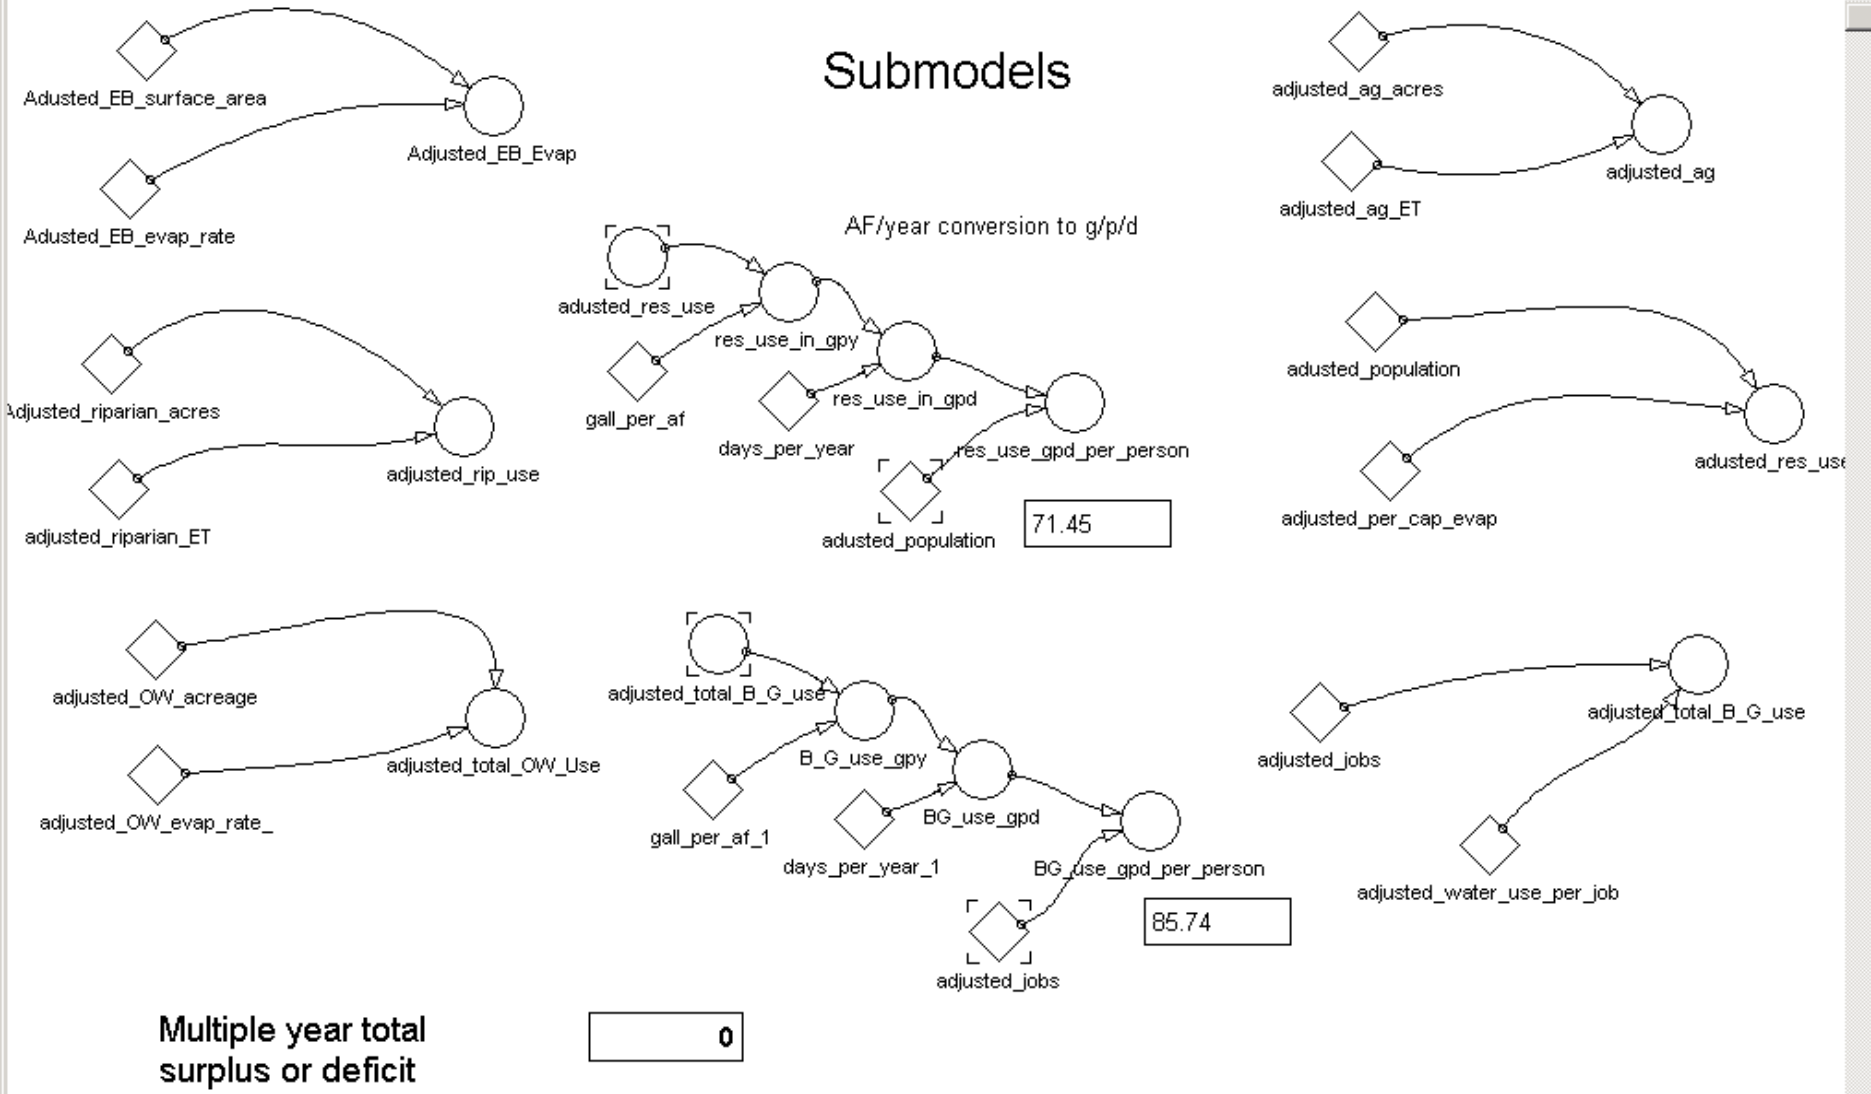 Submodels
Adusted_EB_surface_area
Adjusted_EB_Evap
Adusted_EB_evap_rate
adjusted_ag_acres
adjusted_ag
adjusted_ag_ET
AF/year conversion to g/p/d
adusted_res_use
res_use_in_gpy
gall_per_af
res_use_in_gpd
days_per_year
res_use_gpd_per_person
adusted_population
71.45
Adjusted_riparian_acres
adjusted_rip_use
adjusted_riparian_ET
adusted_population
adusted_res_use
adjusted_per_cap_evap
adjusted_OW_acreage
adjusted_total_OW_Use
adjusted_OW_evap_rate_
adjusted_total_B_G_use
B_G_use_gpy
gall_per_af_1
BG_use_gpd
days_per_year_1
BG_use_gpd_per_person
adjusted_jobs
85.74
adjusted_total_B_G_use
adjusted_jobs
adjusted_water_use_per_job
Multiple year total
surplus or deficit
0